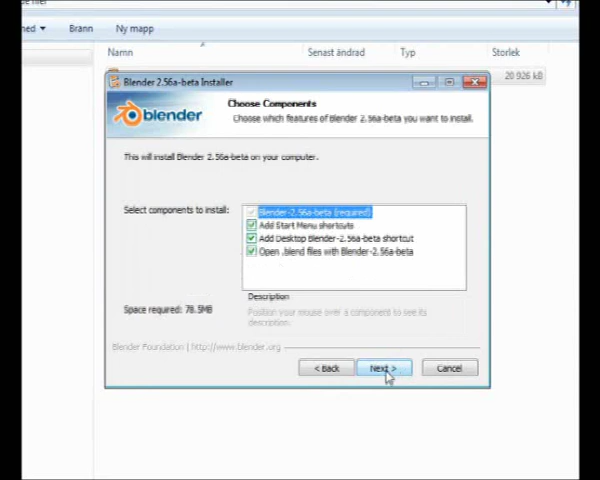 Brann
Ny mapp
Namn
Senast ändrad
Typ
Storlek
20 926 kB
Blender 2.56a-beta Installer
blender
Choose Components
Choose which features of Blender 2.56a-beta you want to install.
This will install Blender 2.56a-beta on your computer.
Select components to install:
Blender-2.56a-beta (required)
Add Start Menu shortcuts
Add Desktop Blender-2.56a-beta shortcut
Open .blend files with Blender-2.56a-beta
Space required: 78.5MB
Description
Position your mouse over a component to see its
description.
Blender Foundation | http://www.blender.org
< Back
Next >
Cancel